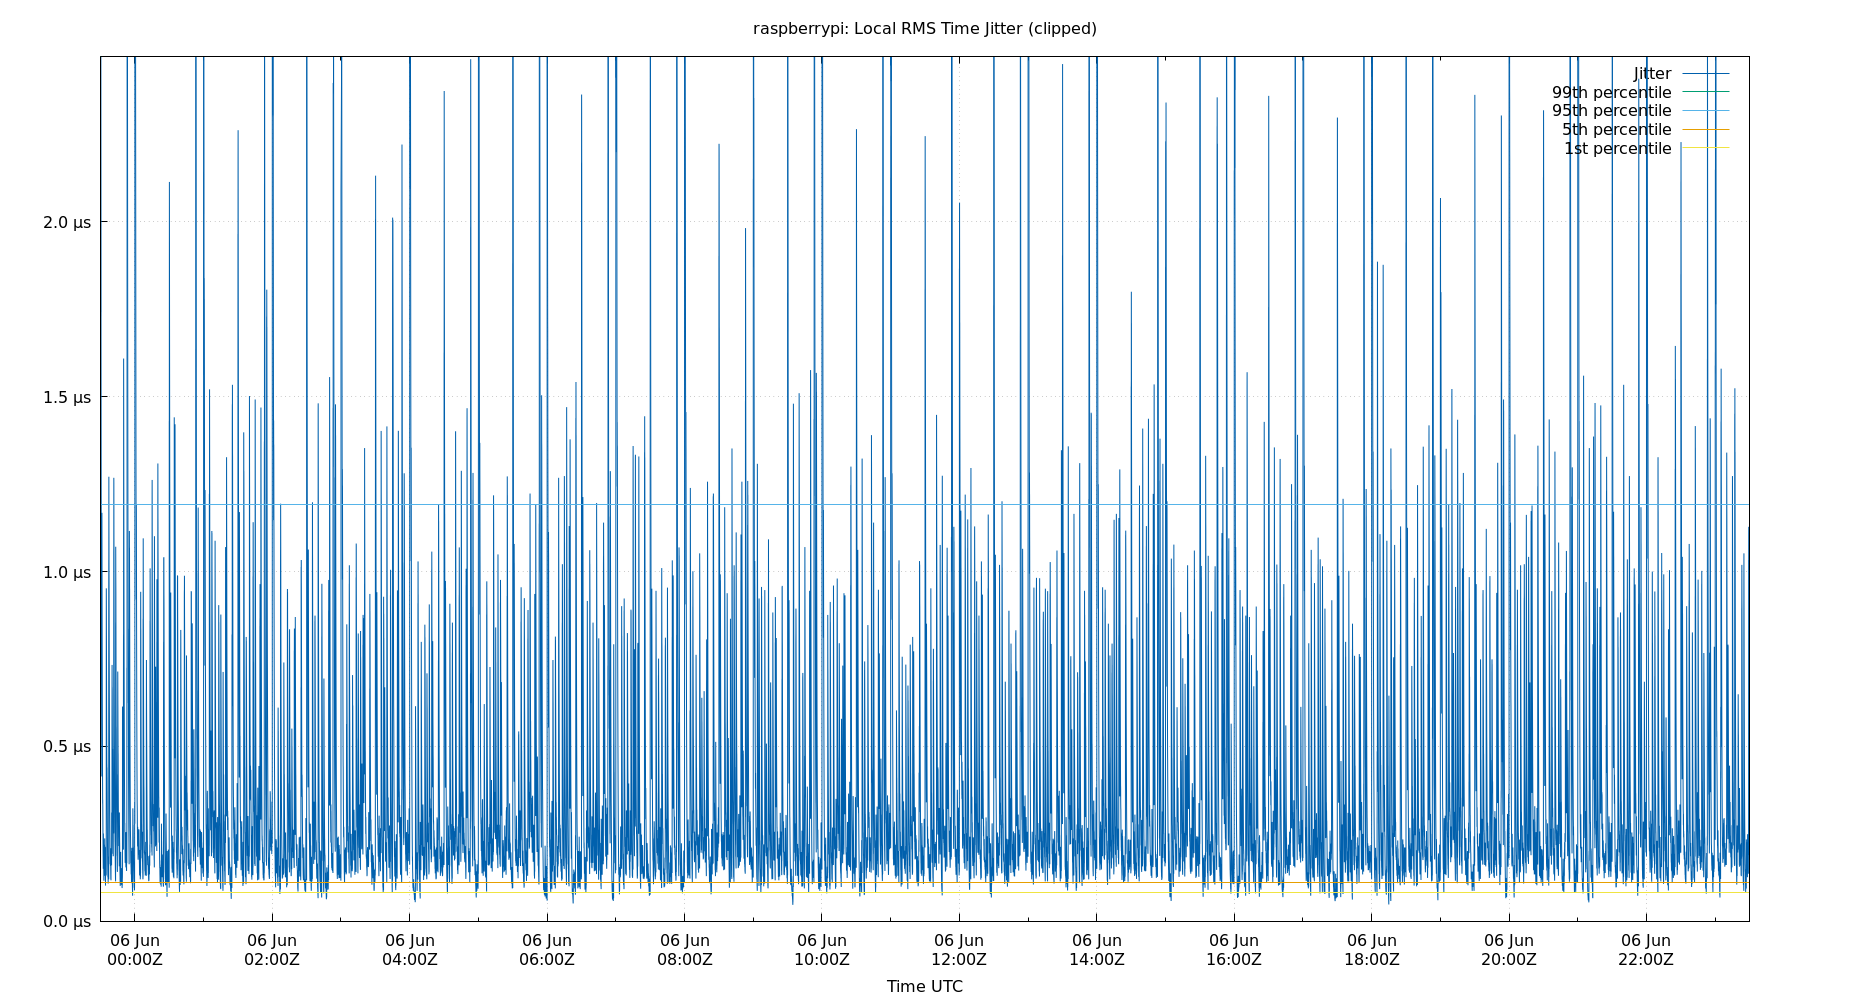 raspberrypi: Local RMS Time Jitter (clipped)
Jitter
99th percentile
95th percentile
5th percentile
1st percentile
2.0 µs
1.5 µs
1.0 µs
0.5 µs
0.0 µs
06 Jun 06 Jun 06 Jun 06 Jun 06 Jun 06 Jun 06 Jun 06 Jun 06 Jun 06 Jun 06 Jun 06 Jun
00:00Z 02:00Z 04:00Z 06:00Z 08:00Z 10:00Z 12:00Z 14:00Z 16:00Z 18:00Z 20:00Z 22:00Z
Time UTC